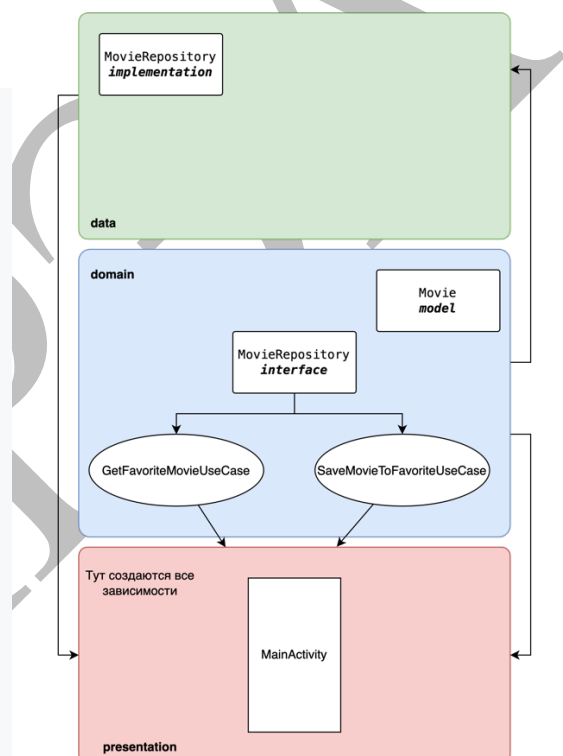 MovieRepository
implementation
data
domain
Movie
model
MovieRepository
interface
GetFavoriteMovieUseCase
SaveMovieToFavoriteUseCase
Тут создаются все
зависимости
MainActivity
presentation